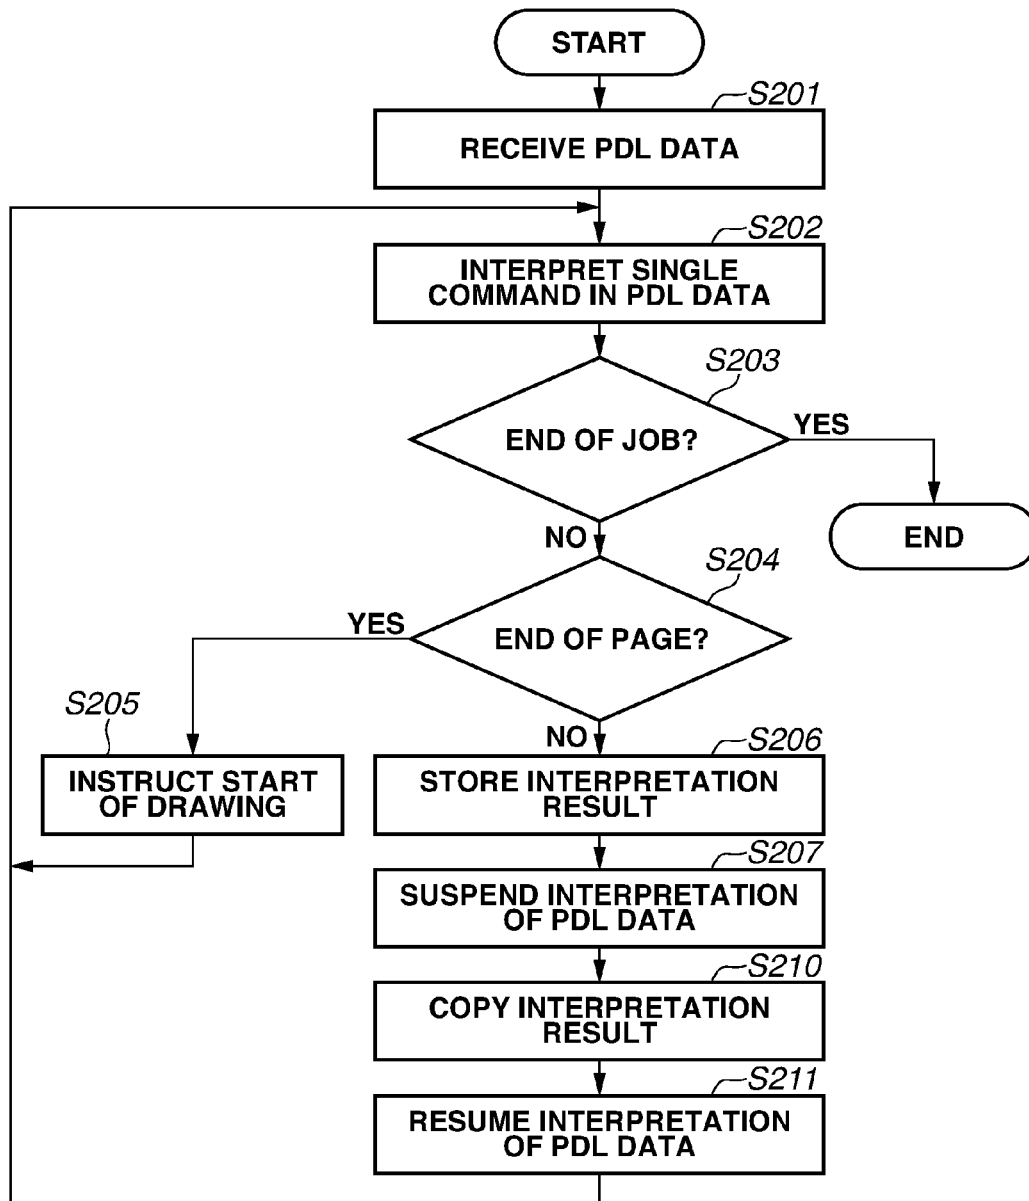 START
S201
RECEIVE PDL DATA
S202
INTERPRET SINGLE
COMMAND IN PDL DATA
S203
END OF JOB?
YES
END
NO
S204
END OF PAGE?
YES
S205
INSTRUCT START
OF DRAWING
NO
S206
STORE INTERPRETATION
RESULT
S207
SUSPEND INTERPRETATION
OF PDL DATA
S210
COPY INTERPRETATION
RESULT
S211
RESUME INTERPRETATION
OF PDL DATA